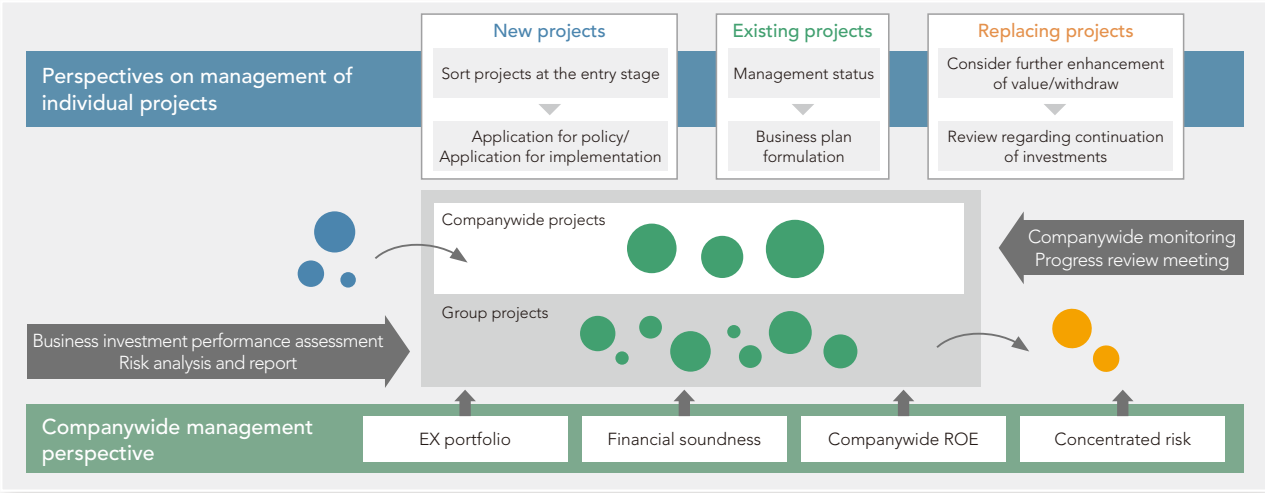 Perspectives on management of
individual projects
New projects
Sort projects at the entry stage
Application for policy/
Application for implementation
Existing projects
Management status
Business plan
formulation
Replacing projects
Consider further enhancement
of value/withdraw
Review regarding continuation
of investments
Companywide projects
Group projects
Companywide monitoring
Progress review meeting
Business investment performance assessment
Risk analysis and report
Companywide management
perspective
EX portfolio
Financial soundness
Companywide ROE
Concentrated risk